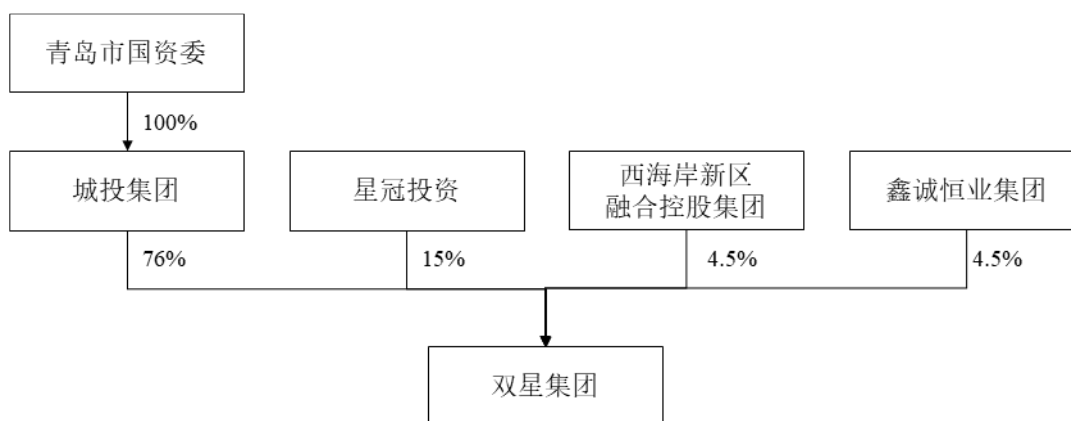 青岛市国资委
100%
城投集团
星冠投资
西海岸新区
融合控股集团
鑫诚恒业集团
76%
15%
4.5%
4.5%
双星集团